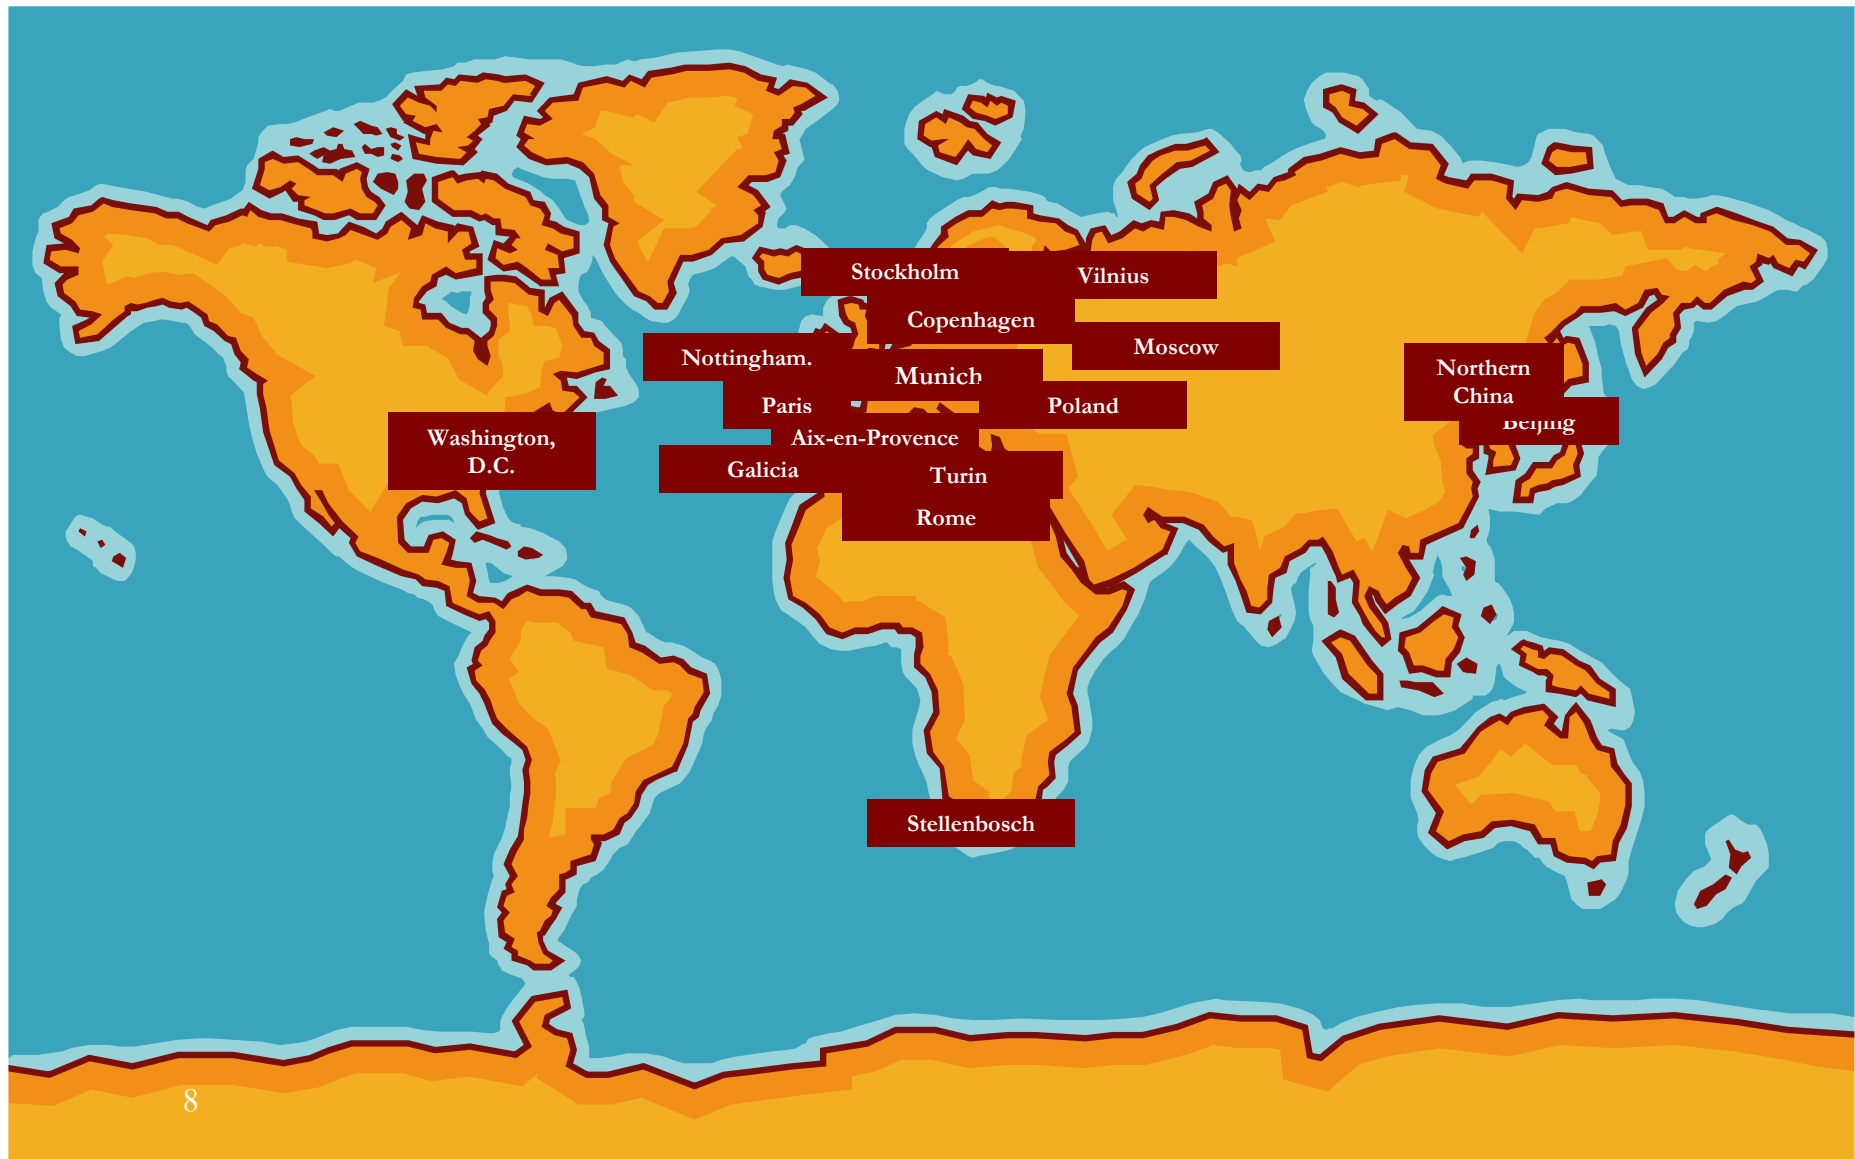 Stockholm
Vilnius
Copenhagen
Moscow
Nottingham.
Munich
Northern
China
Paris
Poland
Beijing
Washington,
D.C.
Aix-en-Provence
Galicia
Turin
Rome
Stellenbosch
8